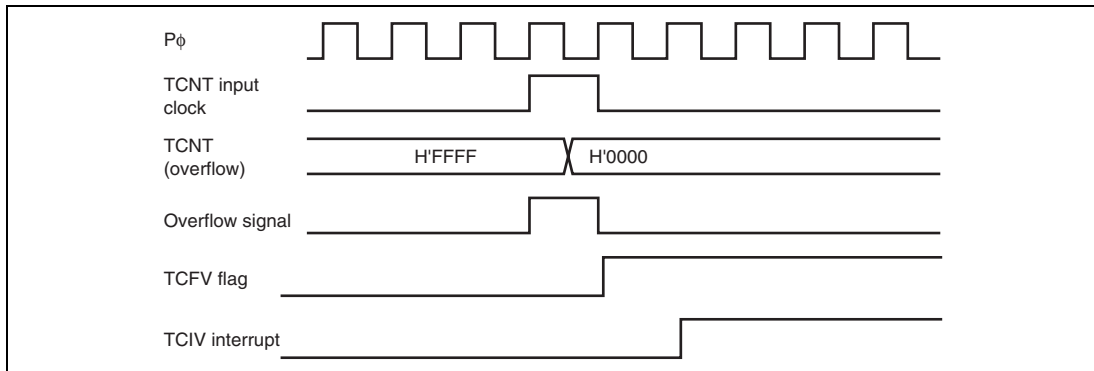 Pϕ
TCNT input
clock
TCNT
(overflow)
H'FFFF
H'0000
Overflow signal
TCFV flag
TCIV interrupt